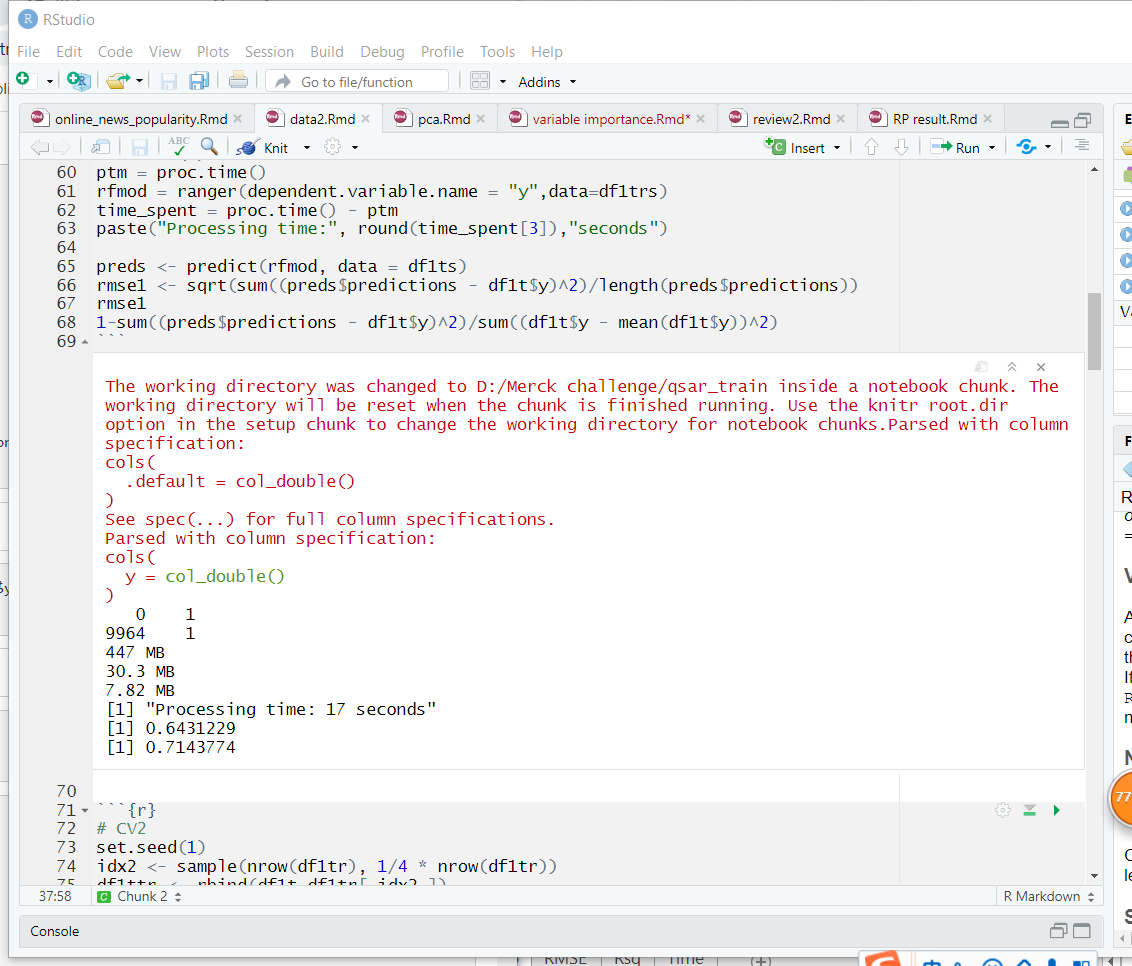 RStudio
File Edit Code View Plots Session Build Debug Profile Tools Help
Go to file/function Addins
online_news_popularity.Rmd data2.Rmd pca.Rmd variable importance.Rmd* review2.Rmd RP result.Rmd
ABC Knit Insert Run
60 ptm = proc.time()
61 rfmod = ranger(dependent.variable.name = "y",data=df1trs)
62 time_spent = proc.time() - ptm
63 paste("Processing time:", round(time_spent[3]),"seconds")
64
65 preds <- predict(rfmod, data = df1ts)
66 rmse1 <- sqrt(sum((preds$predictions - df1t$y)^2)/length(preds$predictions))
67 rmse1
68 1-sum((preds$predictions - df1t$y)^2)/sum((df1t$y - mean(df1t$y))^2)
69 ```
The working directory was changed to D:/Merck challenge/qsar_train inside a notebook chunk. The
working directory will be reset when the chunk is finished running. Use the knitr root.dir
option in the setup chunk to change the working directory for notebook chunks.Parsed with column
specification:
cols(
.default = col_double()
)
See spec(...) for full column specifications.
Parsed with column specification:
cols(
y = col_double()
)
0 1
9964 1
447 MB
30.3 MB
7.82 MB
[1] "Processing time: 17 seconds"
[1] 0.6431229
[1] 0.7143774
70
71 ```{r}
72 # CV2
73 set.seed(1)
74 idx2 <- sample(nrow(df1tr), 1/4 * nrow(df1tr))
75 df1ttr <- rbind(df1t,df1tr[ idx2,])
37:58 Chunk 2 R Markdown
Console
RMSE Rsq Time
77